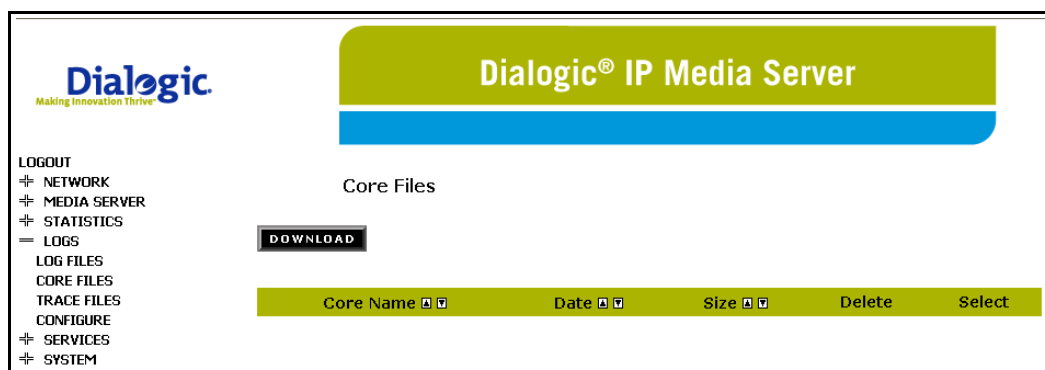 Dialogic.
Making Innovation Thrive™
Dialogic® IP Media Server
LOGOUT
NETWORK
MEDIA SERVER
STATISTICS
LOGS
LOG FILES
CORE FILES
TRACE FILES
CONFIGURE
SERVICES
SYSTEM
Core Files
DOWNLOAD
Core Name Date Size Delete Select